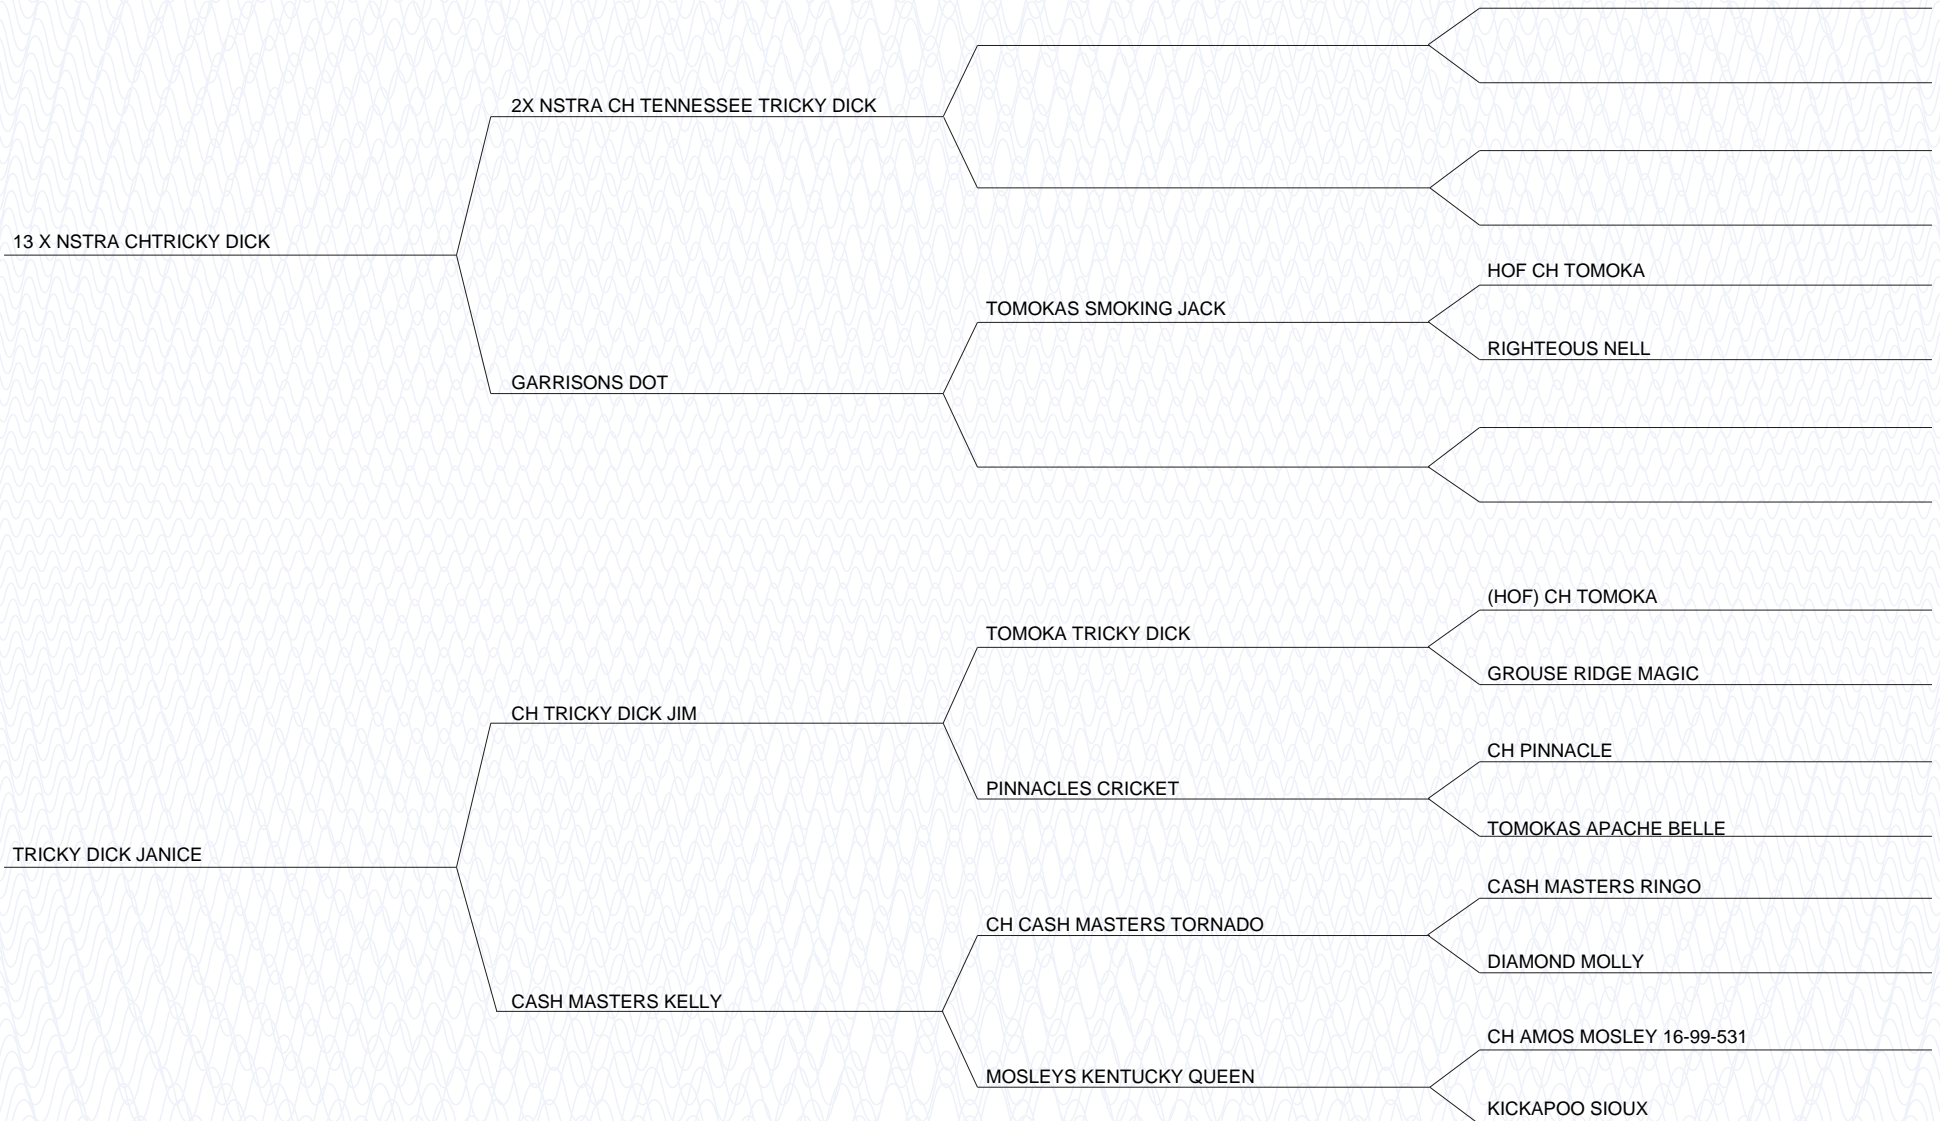 2X NSTRA CH TENNESSEE TRICKY DICK
13 X NSTRA CHTRICKY DICK
HOF CH TOMOKA
TOMOKAS SMOKING JACK
RIGHTEOUS NELL
GARRISONS DOT
(HOF) CH TOMOKA
TOMOKA TRICKY DICK
GROUSE RIDGE MAGIC
CH TRICKY DICK JIM
CH PINNACLE
PINNACLES CRICKET
TOMOKAS APACHE BELLE
TRICKY DICK JANICE
CASH MASTERS RINGO
CH CASH MASTERS TORNADO
DIAMOND MOLLY
CASH MASTERS KELLY
CH AMOS MOSLEY 16-99-531
MOSLEYS KENTUCKY QUEEN
KICKAPOO SIOUX